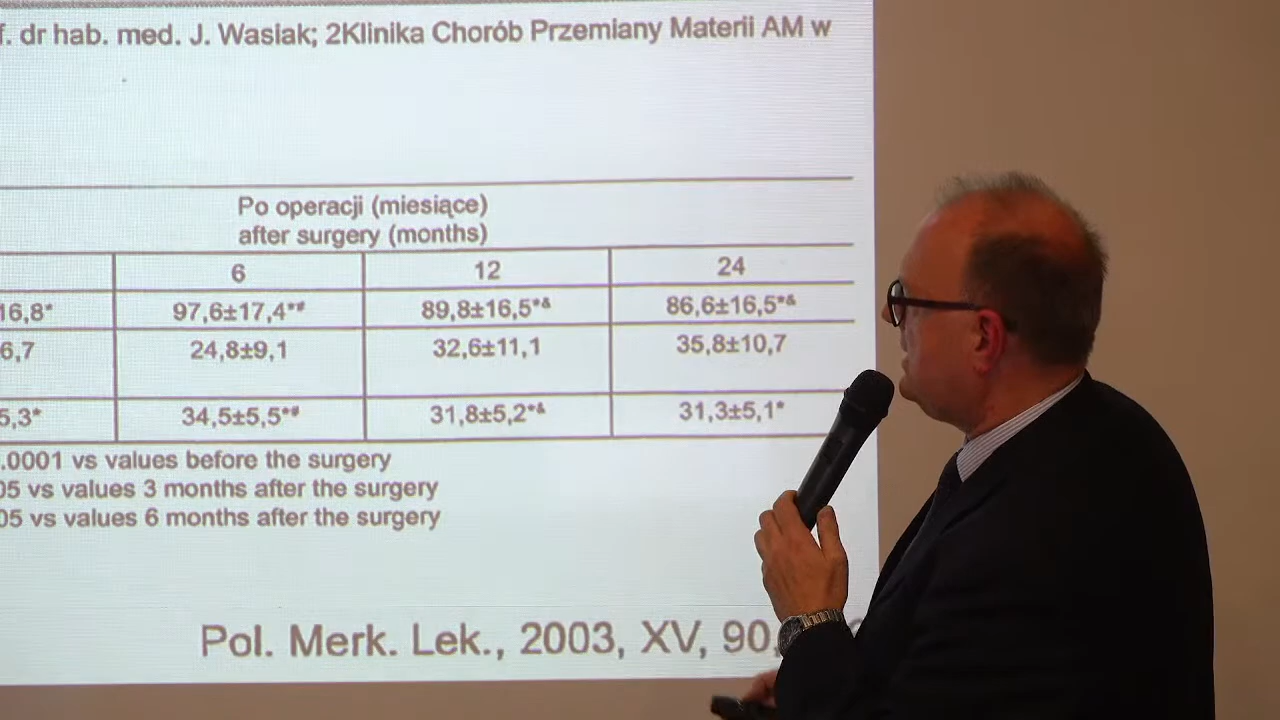 f. dr hab. med. J. Wasiak; 2Klinika Chorób Przemiany Materii AM w
Po operacji (miesiące)
after surgery (months)
6 12 24
16,8* 97,6±17,4*# 89,8±16,5*& 86,6±16,5*&
6,7 24,8±9,1 32,6±11,1 35,8±10,7
5,3* 34,5±5,5*# 31,8±5,2*& 31,3±5,1*
.0001 vs values before the surgery
05 vs values 3 months after the surgery
05 vs values 6 months after the surgery
Pol. Merk. Lek., 2003, XV, 90,